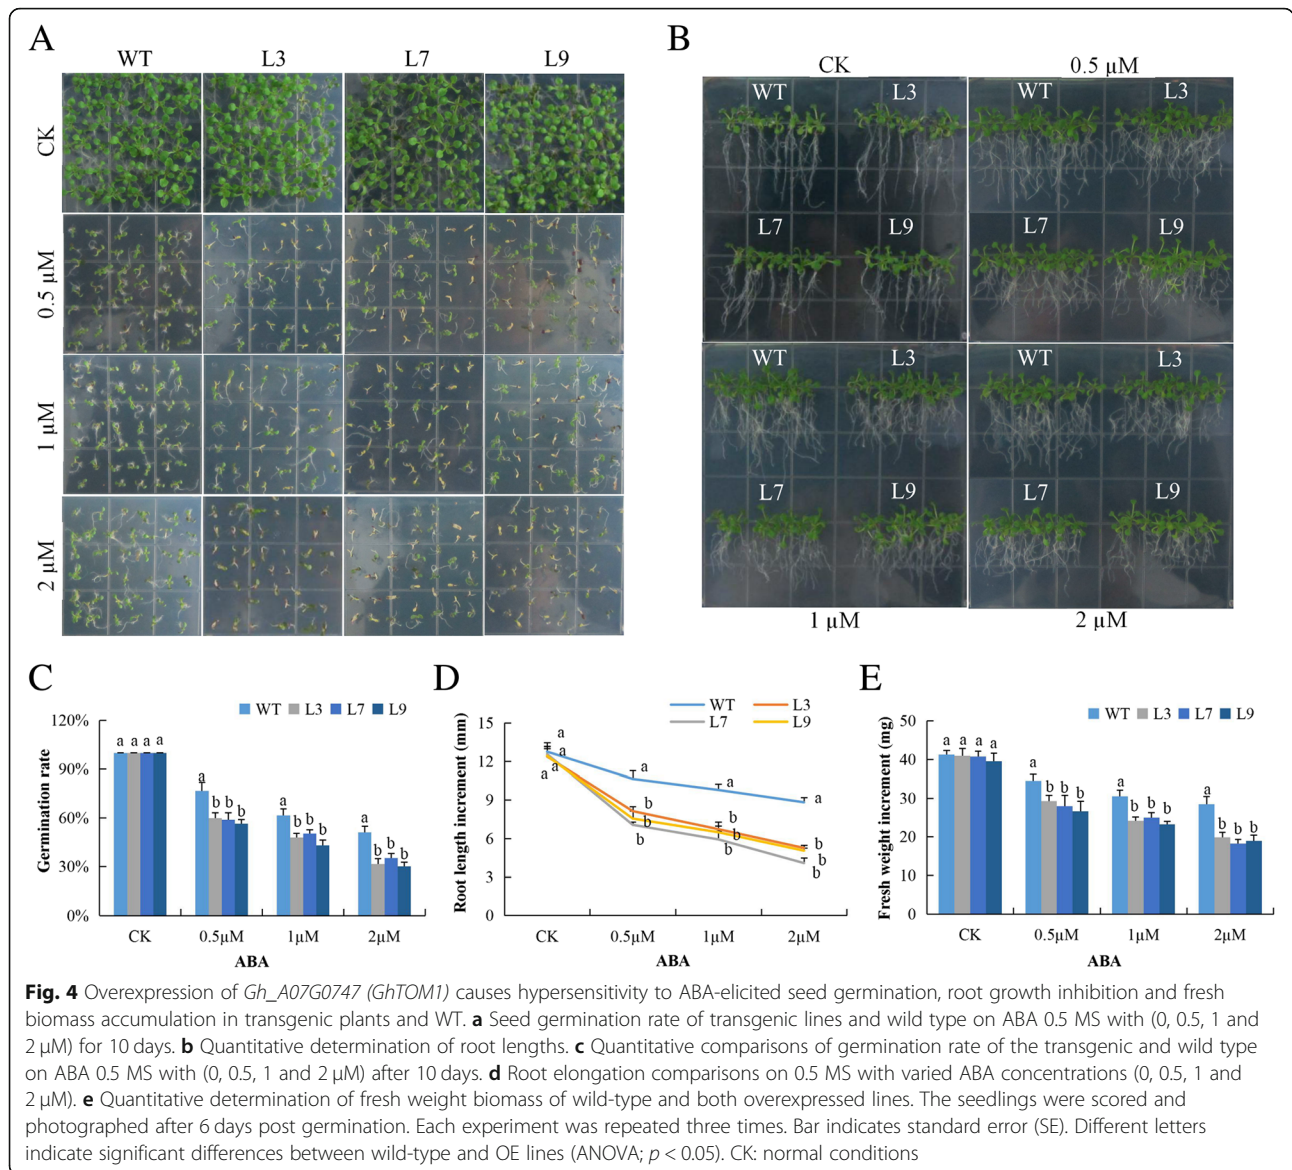 A
WT L3 L7 L9
CK
0.5 µM
1 µM
2 µM
B
CK 0.5 µM
WT L3 WT L3
L7 L9 L7 L9
WT L3 WT L3
L7 L9 L7 L9
1 µM 2 µM
C
WT L3 L7 L9
120%
90%
60%
30%
0%
Germination rate
a a a a
a b b b
a b b b
a b b b
CK 0.5µM 1µM 2µM
ABA
D
WT L3
L7 L9
15
12
9
6
3
0
Root length increment (mm)
a a a a
a b b b
a b b b
a b b b
CK 0.5µM 1µM 2µM
ABA
E
WT L3 L7 L9
50
40
30
20
10
0
Fresh weight increment (mg)
a a a a
a b b b
a b b b
a b b b
CK 0.5µM 1µM 2µM
ABA
Fig. 4 Overexpression of Gh_A07G0747 (GhTOM1) causes hypersensitivity to ABA-elicited seed germination, root growth inhibition and fresh
biomass accumulation in transgenic plants and WT. a Seed germination rate of transgenic lines and wild type on ABA 0.5 MS with (0, 0.5, 1 and
2 µM) for 10 days. b Quantitative determination of root lengths. c Quantitative comparisons of germination rate of the transgenic and wild type
on ABA 0.5 MS with (0, 0.5, 1 and 2 µM) after 10 days. d Root elongation comparisons on 0.5 MS with varied ABA concentrations (0, 0.5, 1 and
2 µM). e Quantitative determination of fresh weight biomass of wild-type and both overexpressed lines. The seedlings were scored and
photographed after 6 days post germination. Each experiment was repeated three times. Bar indicates standard error (SE). Different letters
indicate significant differences between wild-type and OE lines (ANOVA; p < 0.05). CK: normal conditions